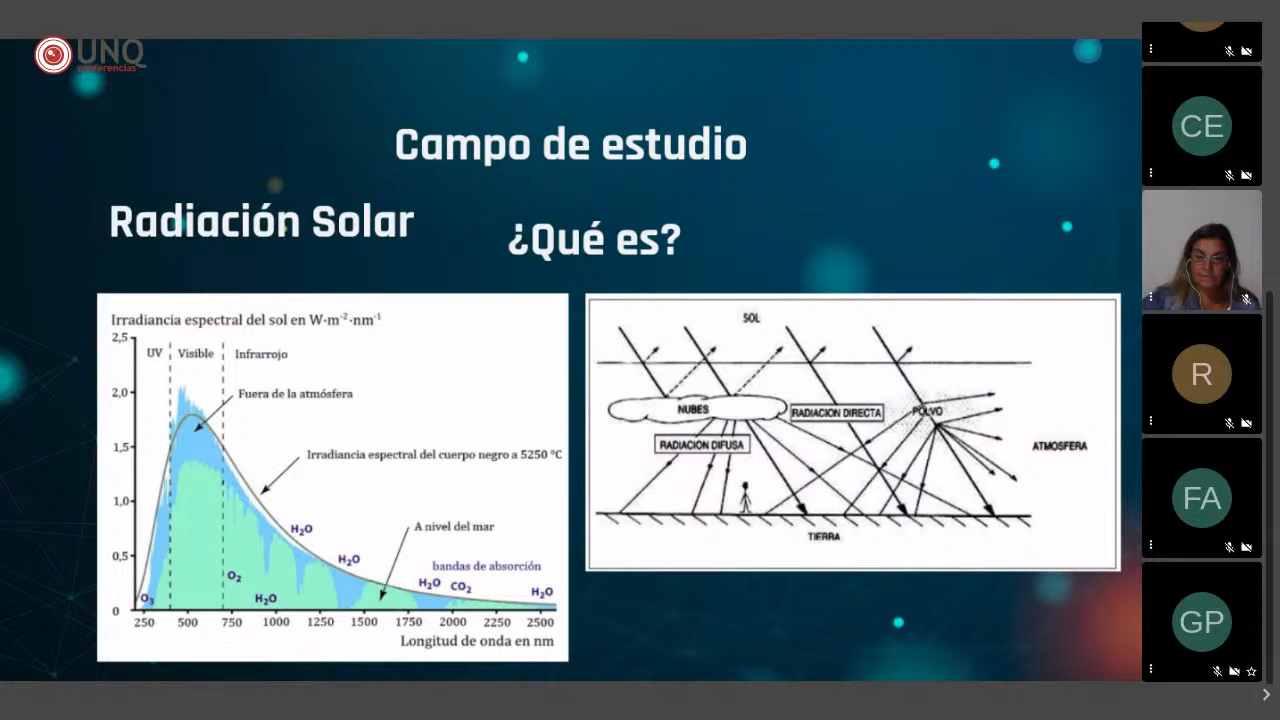 UNQ
conferencias
Campo de estudio
Radiación Solar
¿Qué es?
Irradiancia espectral del sol en W·m⁻²·nm⁻¹
2,5
2,0
1,5
1,0
0,5
0
UV
Visible
Infrarrojo
Fuera de la atmósfera
Irradiancia espectral del cuerpo negro a 5250 °C
H₂O
A nivel del mar
H₂O
bandas de absorción
O₂
H₂O
CO₂
H₂O
O₃
H₂O
250 500 750 1000 1250 1500 1750 2000 2250 2500
Longitud de onda en nm
SOL
NUBES
RADIACION DIRECTA
POLVO
RADIACION DIFUSA
ATMOSFERA
TIERRA
CE
R
FA
GP